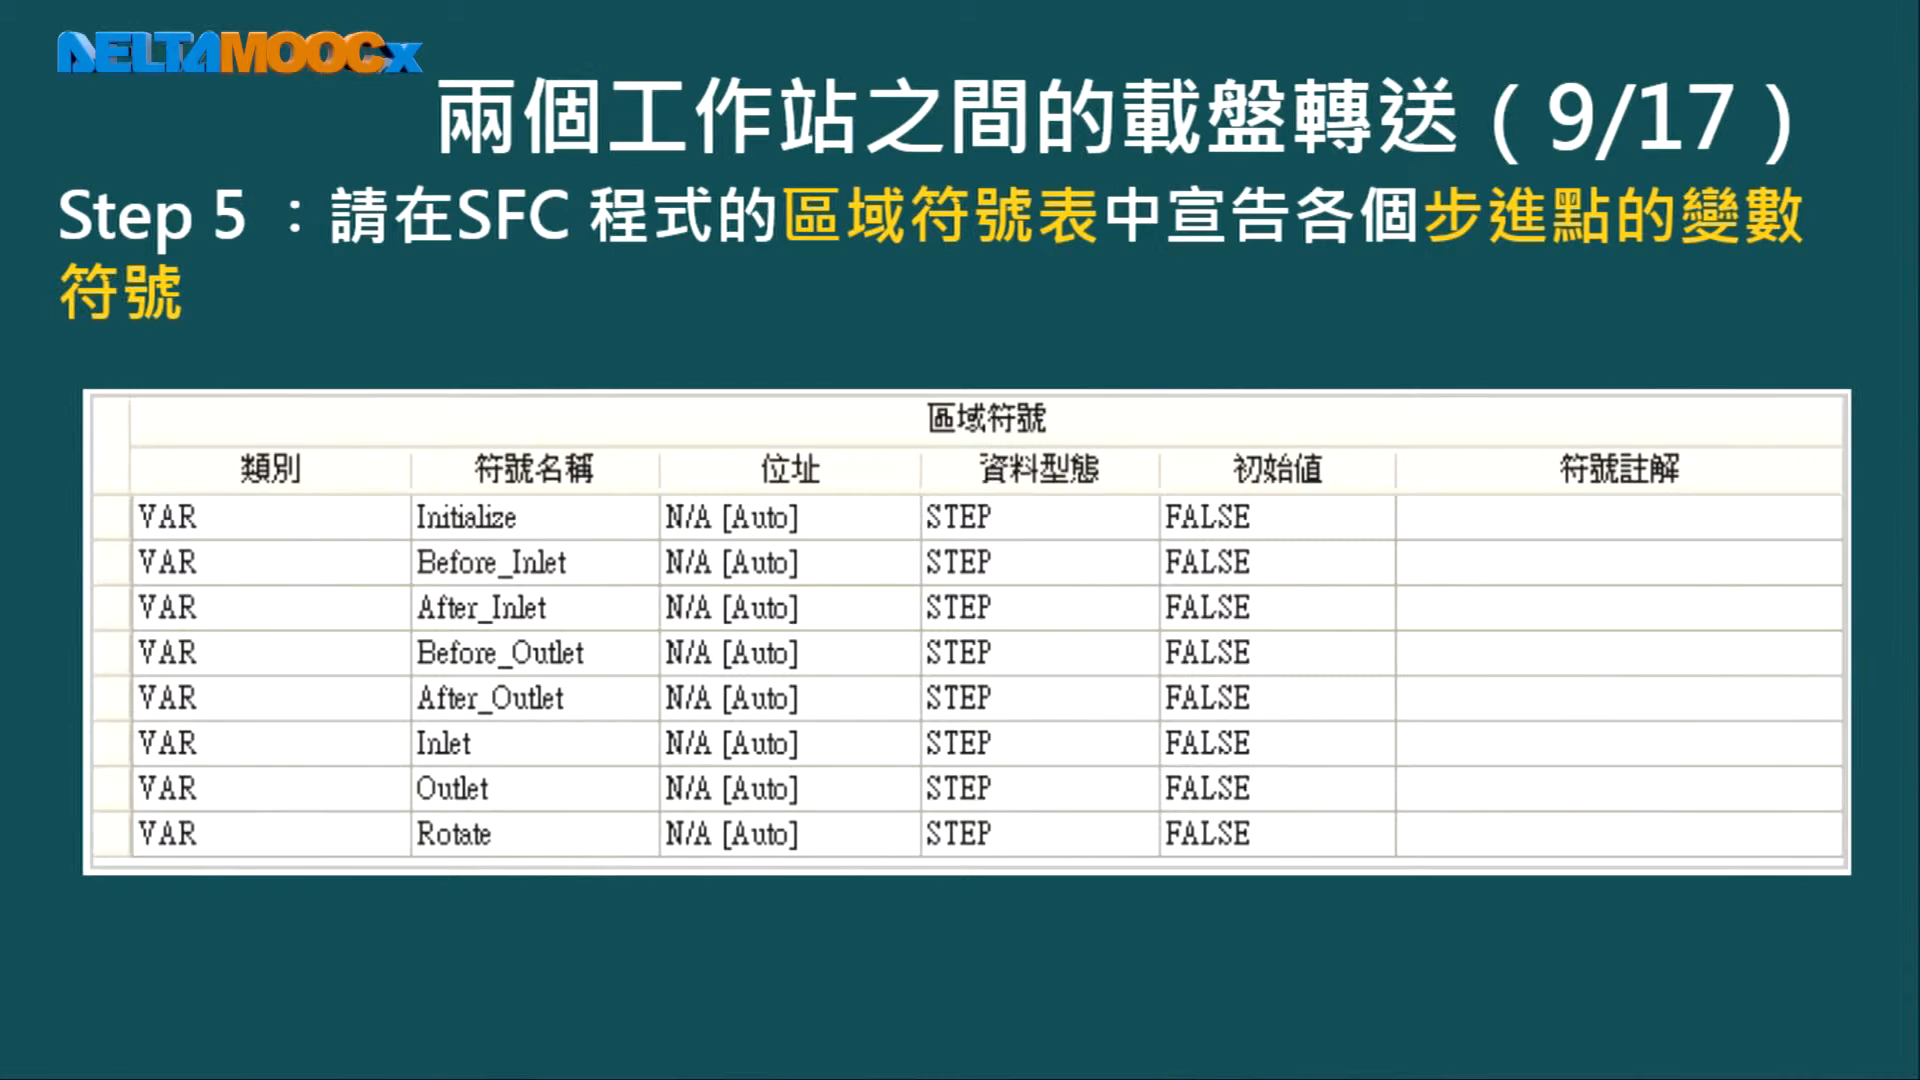 DELTAMOOCx
兩個工作站之間的載盤轉送（9/17）
Step 5 ：請在SFC 程式的區域符號表中宣告各個步進點的變數
符號
區域符號
類別 符號名稱 位址 資料型態 初始值 符號註解
VAR Initialize N/A [Auto] STEP FALSE
VAR Before_Inlet N/A [Auto] STEP FALSE
VAR After_Inlet N/A [Auto] STEP FALSE
VAR Before_Outlet N/A [Auto] STEP FALSE
VAR After_Outlet N/A [Auto] STEP FALSE
VAR Inlet N/A [Auto] STEP FALSE
VAR Outlet N/A [Auto] STEP FALSE
VAR Rotate N/A [Auto] STEP FALSE